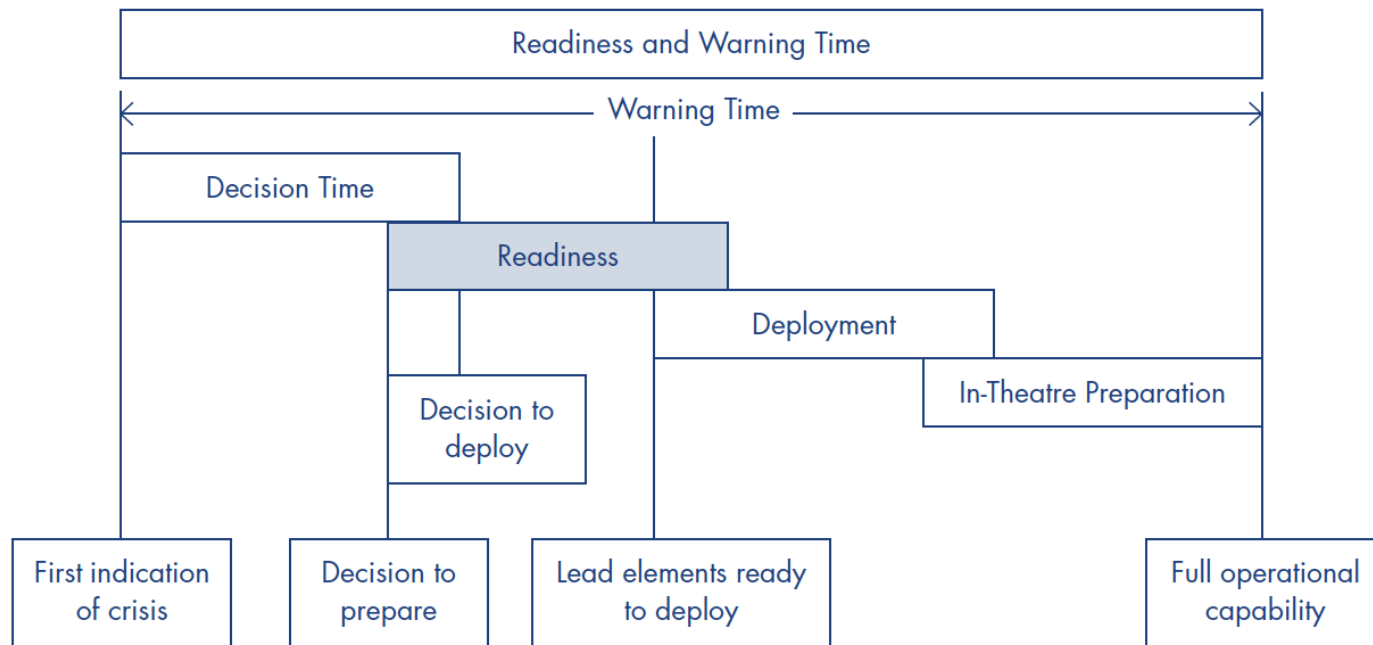 Readiness and Warning Time
Warning Time
Decision Time
Readiness
Deployment
In-Theatre Preparation
Decision to
deploy
First indication
of crisis
Decision to
prepare
Lead elements ready
to deploy
Full operational
capability